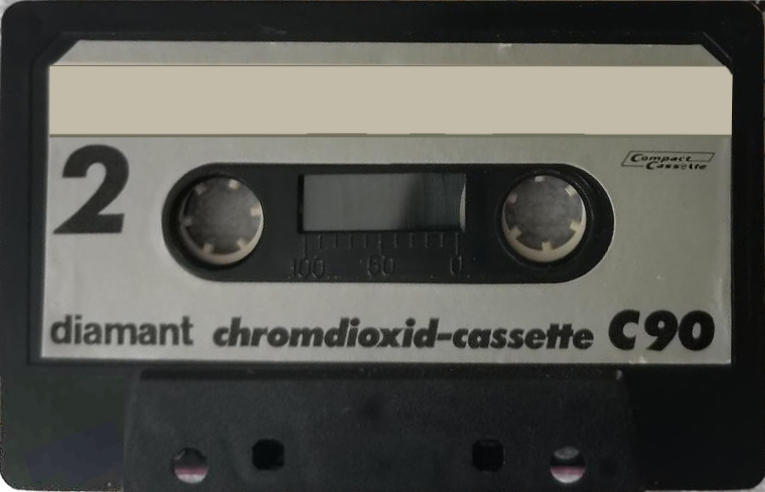 2
Compact
Cassette
100 50 0
diamant chromdioxid-cassette C90